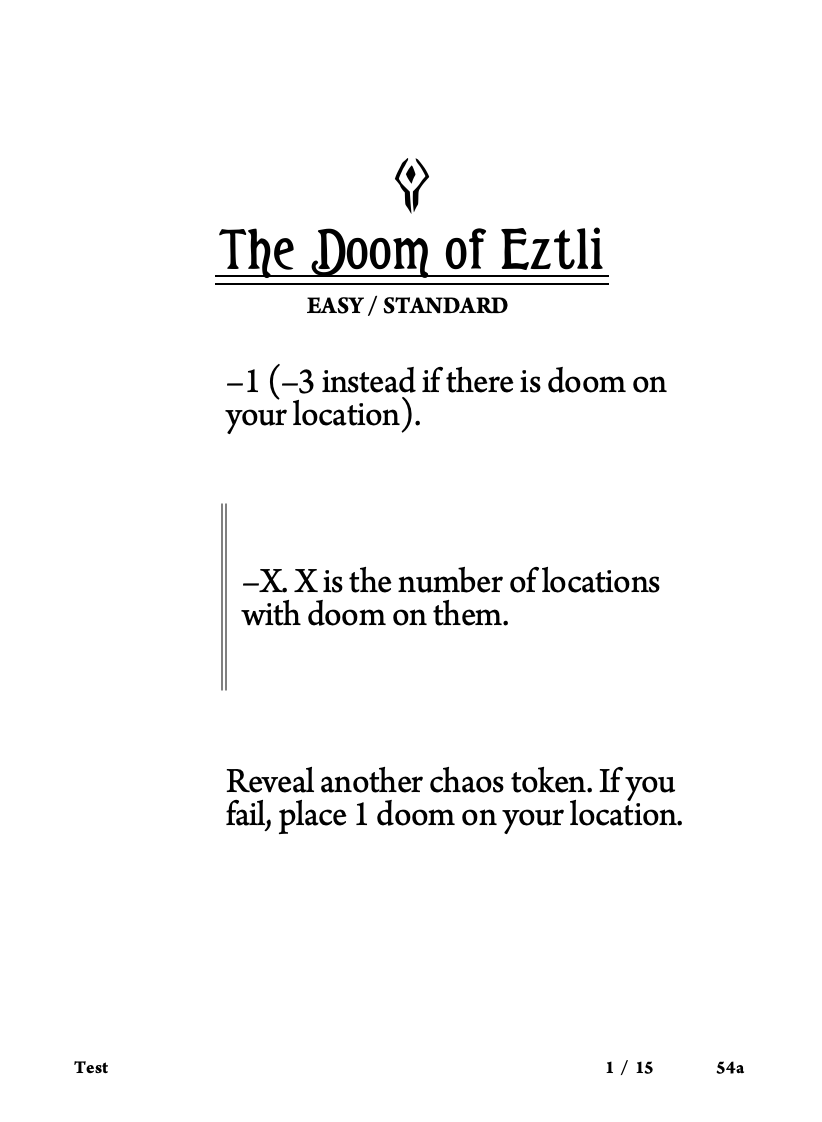 The Doom of Eztli
EASY / STANDARD
–1 (–3 instead if there is doom on
your location).
–X. X is the number of locations
with doom on them.
Reveal another chaos token. If you
fail, place 1 doom on your location.
Test 1 / 15 54a